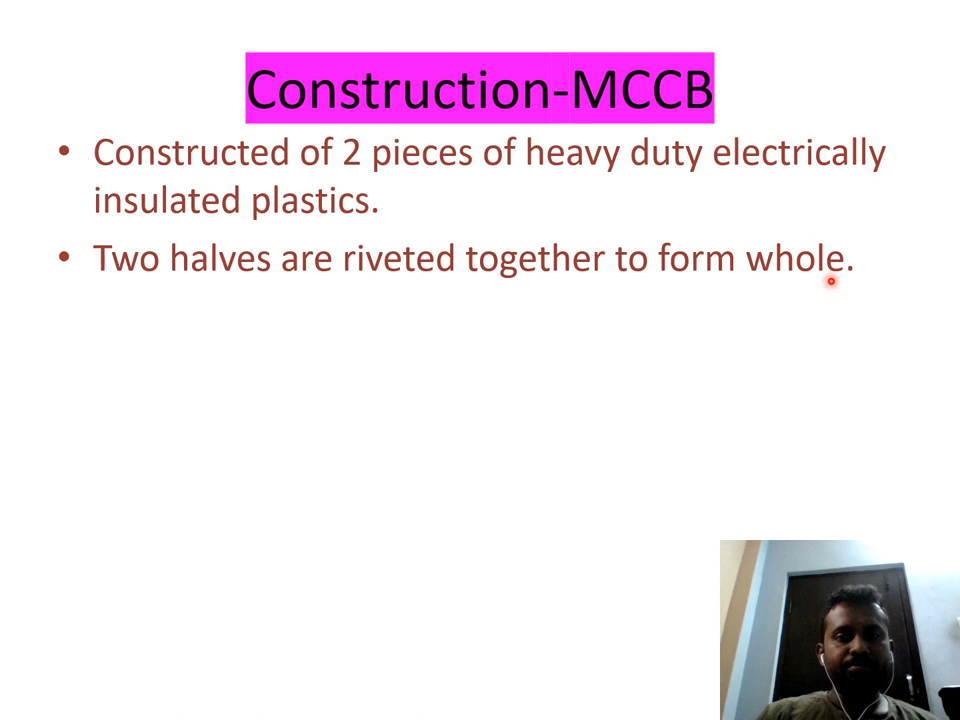 Construction-MCCB
• Constructed of 2 pieces of heavy duty electrically
insulated plastics.
• Two halves are riveted together to form whole.